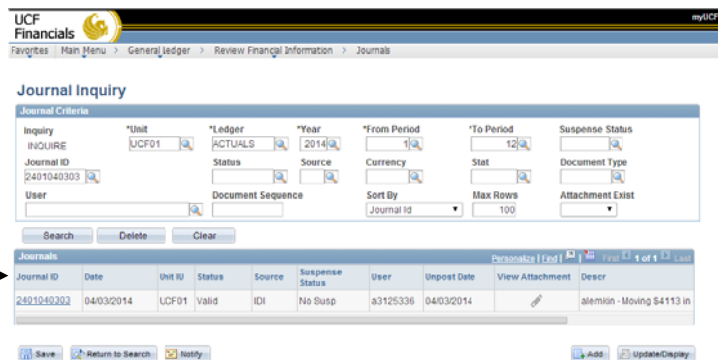 UCF
Financials
myUCF
Favorites Main Menu > General Ledger > Review Financial Information > Journals
Journal Inquiry
Journal Criteria
Inquiry *Unit *Ledger *Year *From Period *To Period Suspense Status
INQUIRE UCF01 ACTUALS 2014 1 12
Journal ID Status Source Currency Stat Document Type
2401040303
User Document Sequence Sort By Max Rows Attachment Exist
Journal Id 100
Search Delete Clear
Journals Personalize | Find | First 1 of 1 Last
Journal ID Date Unit IU Status Source Suspense Status User Unpost Date View Attachment Descr
2401040303 04/03/2014 UCF01 Valid IDI No Susp a3125336 04/03/2014 alemkin - Moving $4113 in
Save Return to Search Notify Add Update/Display